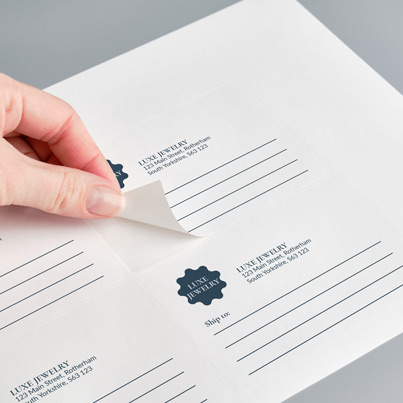 RY
LUXE JEWELRY
123 Main Street, Rotherham
South Yorkshire, S63 123
LUXE
JEWELRY
LUXE JEWELRY
123 Main Street, Rotherham
South Yorkshire, S63 123
Ship to:
LUXE JEWELRY
123 Main Street, Rotherham
South Yorkshire, S63 123